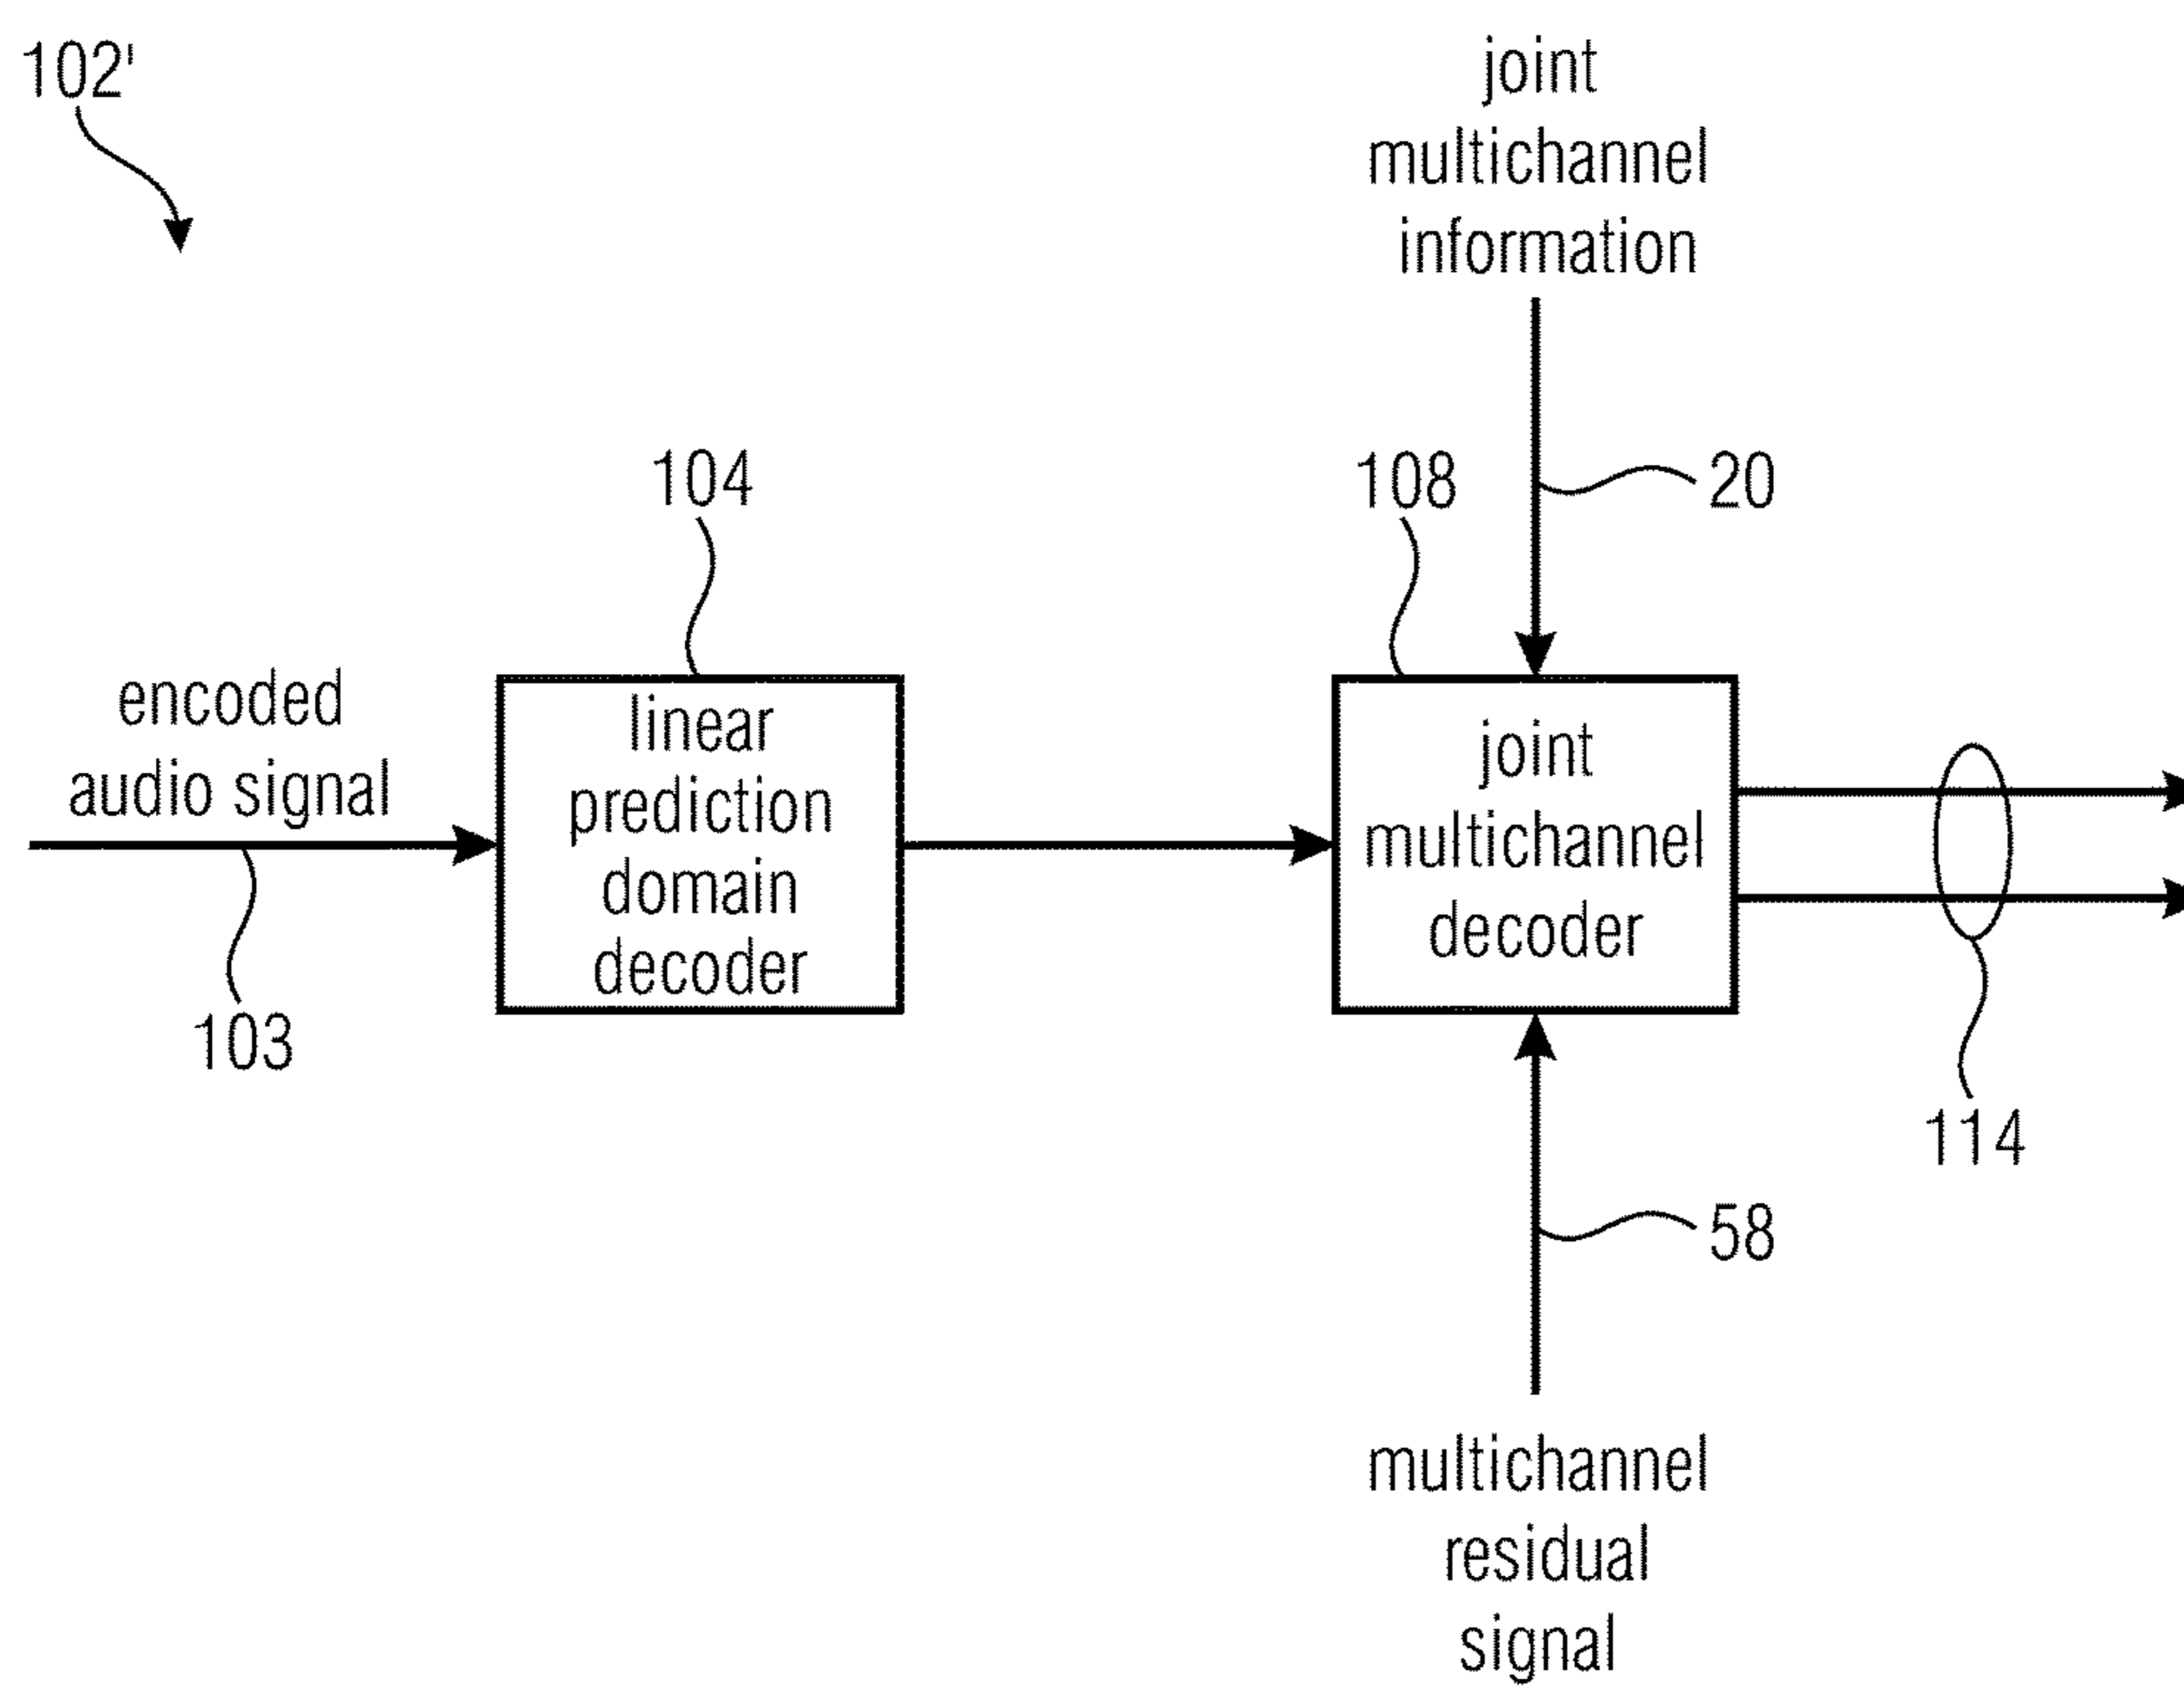 102'
joint
multichannel
information
104
108
20
encoded
audio signal
linear
prediction
domain
decoder
joint
multichannel
decoder
103
114
58
multichannel
residual
signal